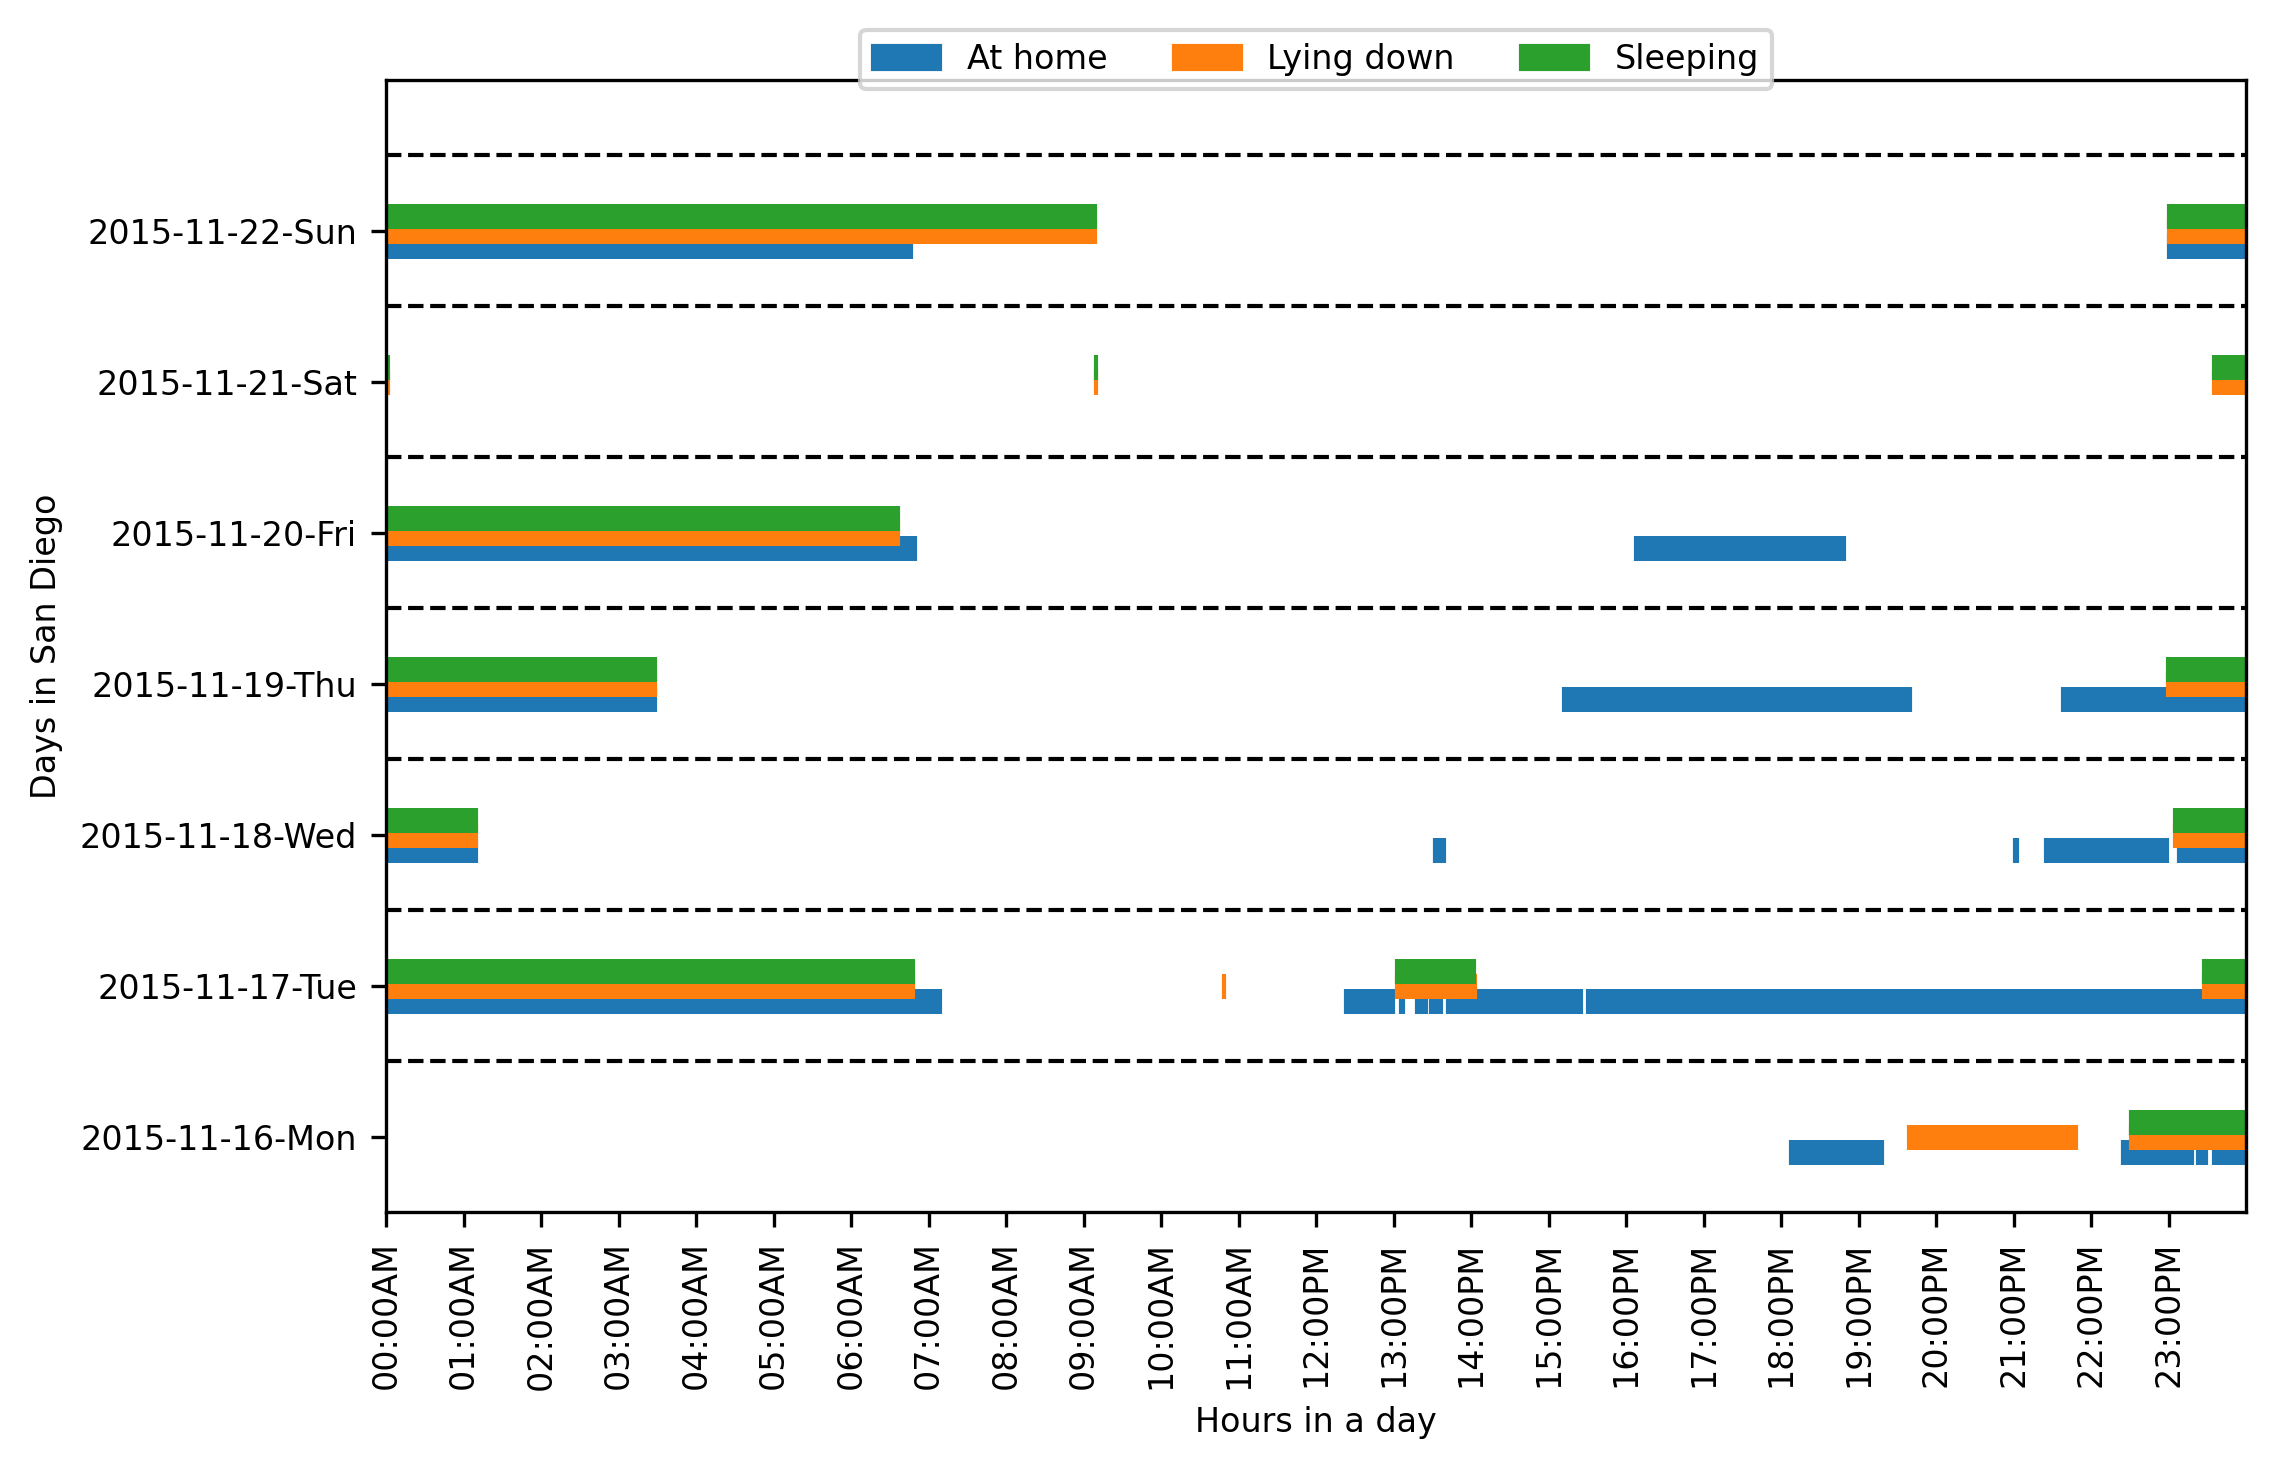 At home Lying down Sleeping
Days in San Diego
2015-11-22-Sun
2015-11-21-Sat
2015-11-20-Fri
2015-11-19-Thu
2015-11-18-Wed
2015-11-17-Tue
2015-11-16-Mon
00:00AM
01:00AM
02:00AM
03:00AM
04:00AM
05:00AM
06:00AM
07:00AM
08:00AM
09:00AM
10:00AM
11:00AM
12:00PM
13:00PM
14:00PM
15:00PM
16:00PM
17:00PM
18:00PM
19:00PM
20:00PM
21:00PM
22:00PM
23:00PM
Hours in a day